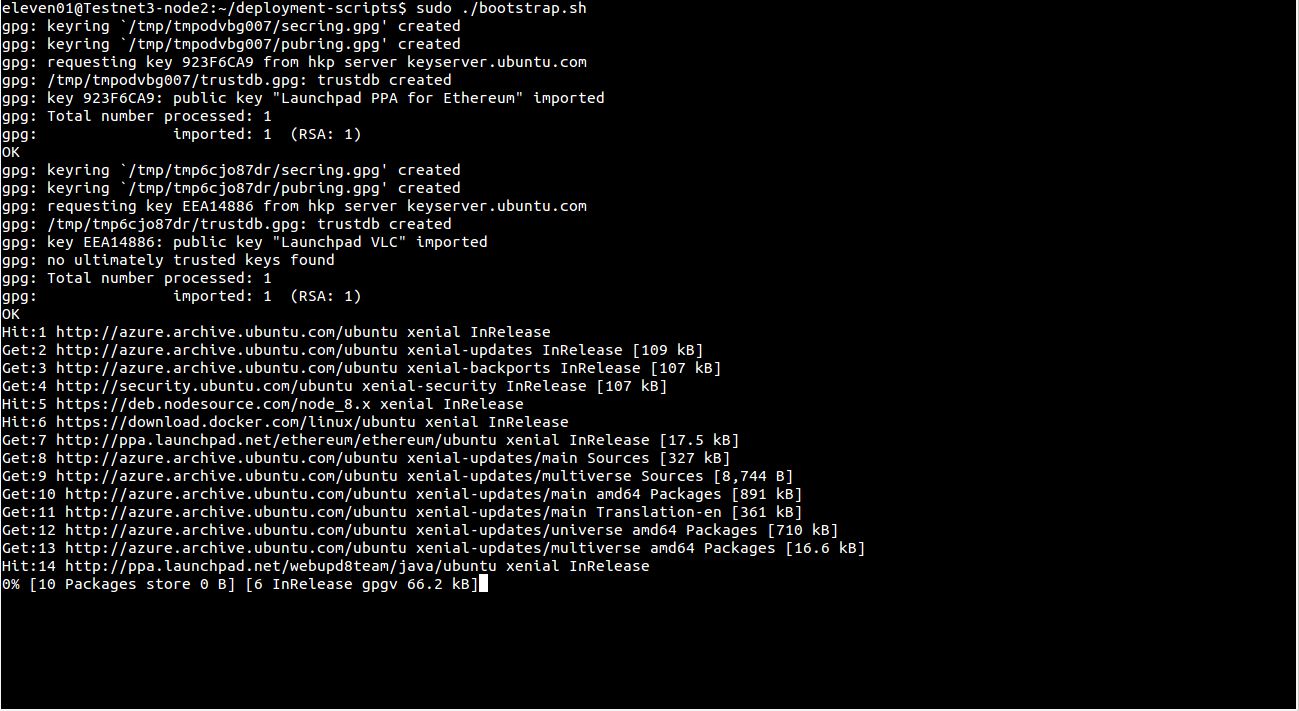 eleven01@Testnet3-node2:~/deployment-scripts$ sudo ./bootstrap.sh
gpg: keyring `/tmp/tmpodvbg007/secring.gpg' created
gpg: keyring `/tmp/tmpodvbg007/pubring.gpg' created
gpg: requesting key 923F6CA9 from hkp server keyserver.ubuntu.com
gpg: /tmp/tmpodvbg007/trustdb.gpg: trustdb created
gpg: key 923F6CA9: public key "Launchpad PPA for Ethereum" imported
gpg: Total number processed: 1
gpg:               imported: 1  (RSA: 1)
OK
gpg: keyring `/tmp/tmp6cjo87dr/secring.gpg' created
gpg: keyring `/tmp/tmp6cjo87dr/pubring.gpg' created
gpg: requesting key EEA14886 from hkp server keyserver.ubuntu.com
gpg: /tmp/tmp6cjo87dr/trustdb.gpg: trustdb created
gpg: key EEA14886: public key "Launchpad VLC" imported
gpg: no ultimately trusted keys found
gpg: Total number processed: 1
gpg:               imported: 1  (RSA: 1)
OK
Hit:1 http://azure.archive.ubuntu.com/ubuntu xenial InRelease
Get:2 http://azure.archive.ubuntu.com/ubuntu xenial-updates InRelease [109 kB]
Get:3 http://azure.archive.ubuntu.com/ubuntu xenial-backports InRelease [107 kB]
Get:4 http://security.ubuntu.com/ubuntu xenial-security InRelease [107 kB]
Hit:5 https://deb.nodesource.com/node_8.x xenial InRelease
Hit:6 https://download.docker.com/linux/ubuntu xenial InRelease
Get:7 http://ppa.launchpad.net/ethereum/ethereum/ubuntu xenial InRelease [17.5 kB]
Get:8 http://azure.archive.ubuntu.com/ubuntu xenial-updates/main Sources [327 kB]
Get:9 http://azure.archive.ubuntu.com/ubuntu xenial-updates/multiverse Sources [8,744 B]
Get:10 http://azure.archive.ubuntu.com/ubuntu xenial-updates/main amd64 Packages [891 kB]
Get:11 http://azure.archive.ubuntu.com/ubuntu xenial-updates/main Translation-en [361 kB]
Get:12 http://azure.archive.ubuntu.com/ubuntu xenial-updates/universe amd64 Packages [710 kB]
Get:13 http://azure.archive.ubuntu.com/ubuntu xenial-updates/multiverse amd64 Packages [16.6 kB]
Hit:14 http://ppa.launchpad.net/webupd8team/java/ubuntu xenial InRelease
0% [10 Packages store 0 B] [6 InRelease gpgv 66.2 kB]